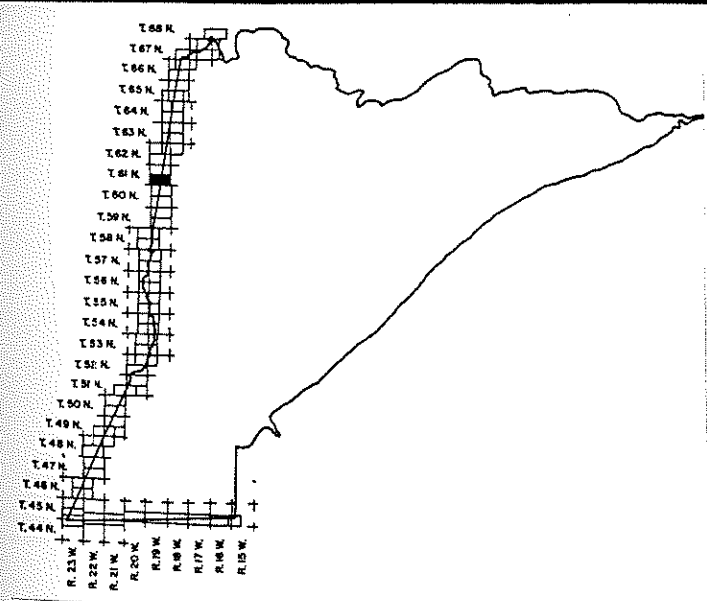 T. 68 N.
T. 67 N.
T. 66 N.
T. 65 N.
T. 64 N.
T. 63 N.
T. 62 N.
T. 61 N.
T. 60 N.
T. 59 N.
T. 58 N.
T. 57 N.
T. 56 N.
T. 55 N.
T. 54 N.
T. 53 N.
T. 52 N.
T. 51 N.
T. 50 N.
T. 49 N.
T. 48 N.
T. 47 N.
T. 46 N.
T. 45 N.
T. 44 N.
R. 23 W.
R. 22 W.
R. 21 W.
R. 20 W.
R. 19 W.
R. 18 W.
R. 17 W.
R. 16 W.
R. 15 W.